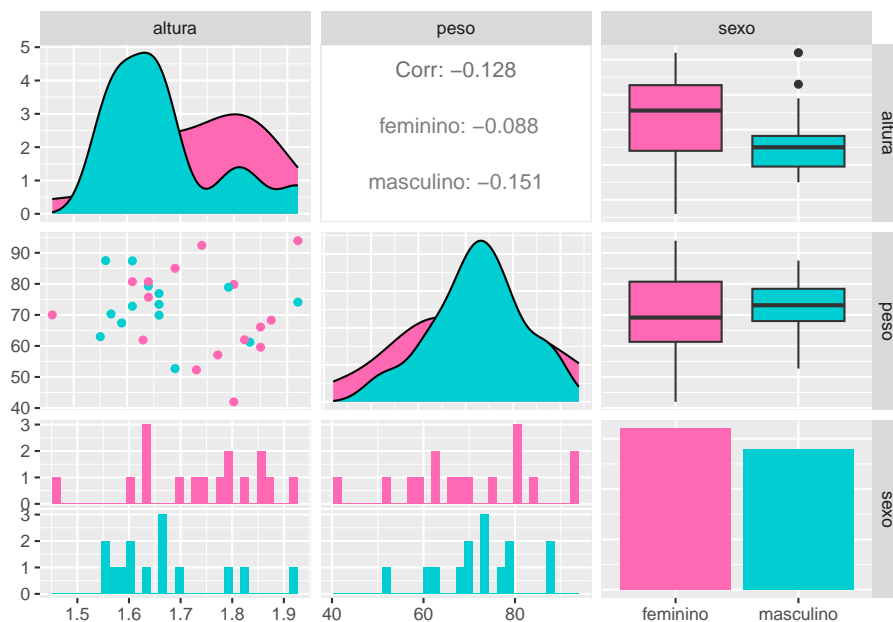 altura peso sexo
5
4
3
2
1
0
Corr: −0.128
feminino: −0.088
masculino: −0.151
altura
90
80
70
60
50
40
peso
3
2
1
0
3
2
1
0
sexo
1.5 1.6 1.7 1.8 1.9 40 60 80 feminino masculino